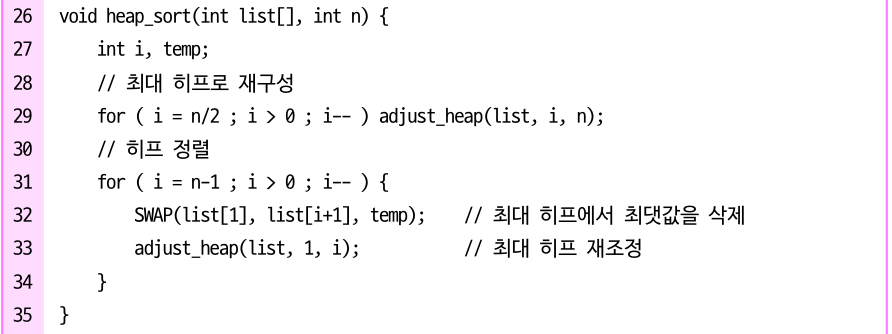 26 void heap_sort(int list[], int n) {
27     int i, temp;
28     // 최대 히프로 재구성
29     for ( i = n/2 ; i > 0 ; i-- ) adjust_heap(list, i, n);
30     // 히프 정렬
31     for ( i = n-1 ; i > 0 ; i-- ) {
32         SWAP(list[1], list[i+1], temp);    // 최대 히프에서 최댓값을 삭제
33         adjust_heap(list, 1, i);           // 최대 히프 재조정
34     }
35 }